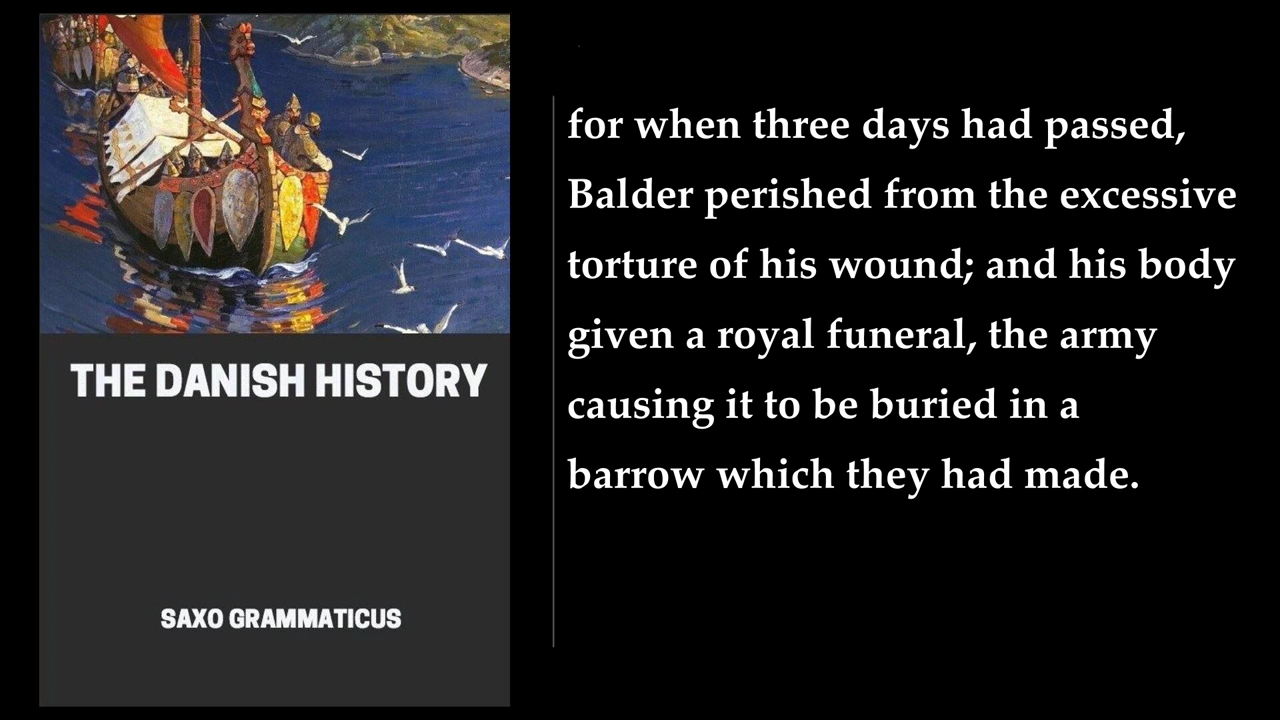 THE DANISH HISTORY
SAXO GRAMMATICUS
for when three days had passed,
Balder perished from the excessive
torture of his wound; and his body
given a royal funeral, the army
causing it to be buried in a
barrow which they had made.